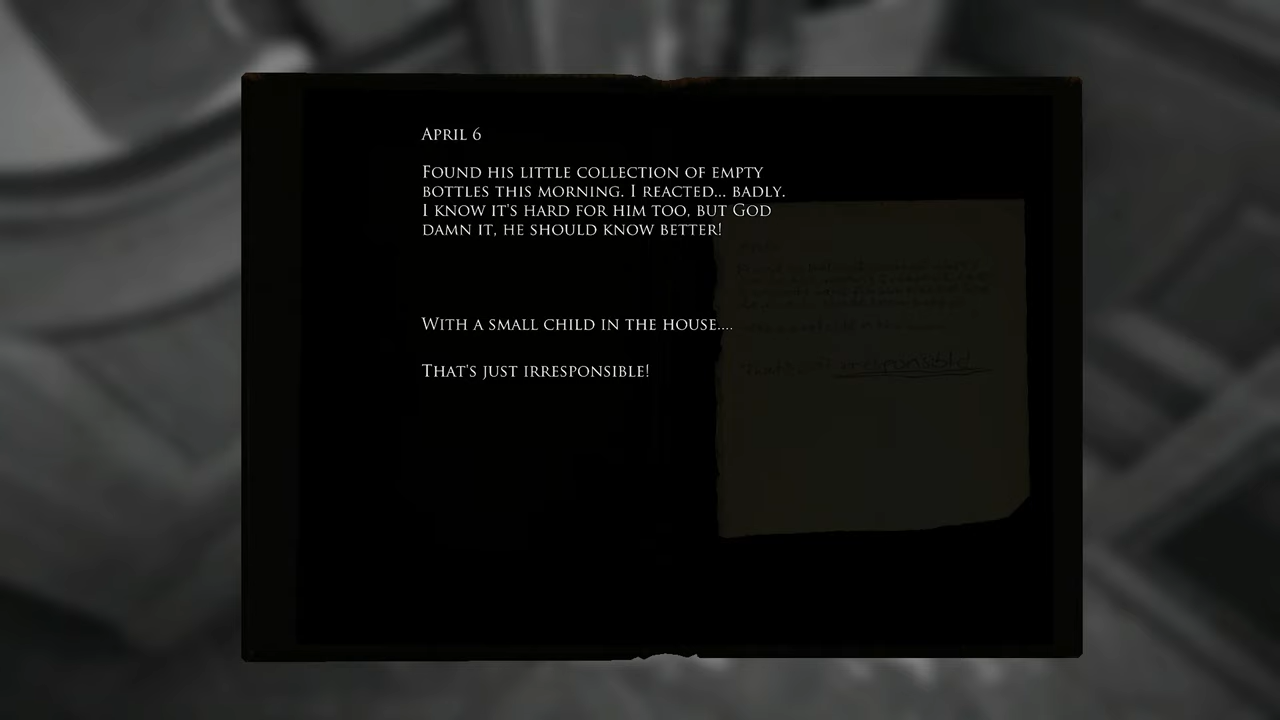 April 6
Found his little collection of empty
bottles this morning. I reacted... badly.
I know it's hard for him too, but God
damn it, he should know better!
With a small child in the house....
That's just irresponsible!
irresponsible